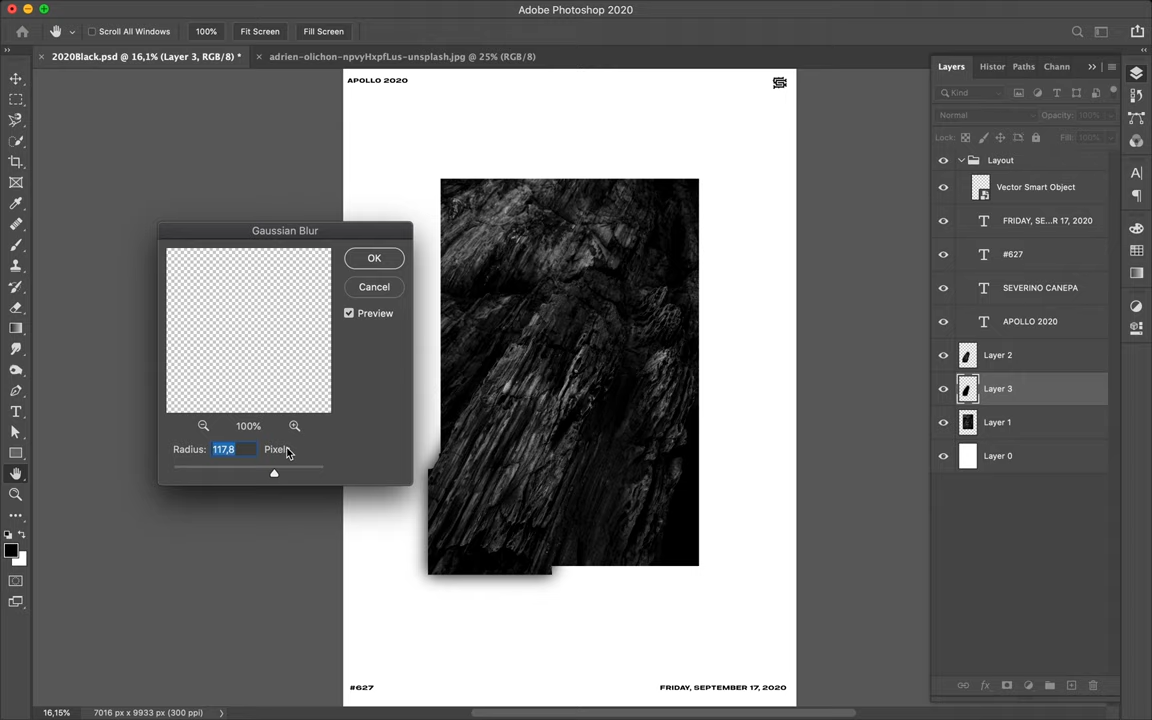 Adobe Photoshop 2020
Scroll All Windows
100%
Fit Screen
Fill Screen
2020Black.psd @ 16,1% (Layer 3, RGB/8) *
adrien-olichon-npvyHxpfLus-unsplash.jpg @ 25% (RGB/8)
APOLLO 2020
Gaussian Blur
OK
Cancel
Preview
100%
Radius: 117,8 Pixels
#627
FRIDAY, SEPTEMBER 17, 2020
Layers
Histor
Paths
Chann
Kind
Normal
Opacity: 100%
Lock:
Fill: 100%
Layout
Vector Smart Object
FRIDAY, SE...R 17, 2020
#627
SEVERINO CANEPA
APOLLO 2020
Layer 2
Layer 3
Layer 1
Layer 0
16,15%
7016 px x 9933 px (300 ppi)